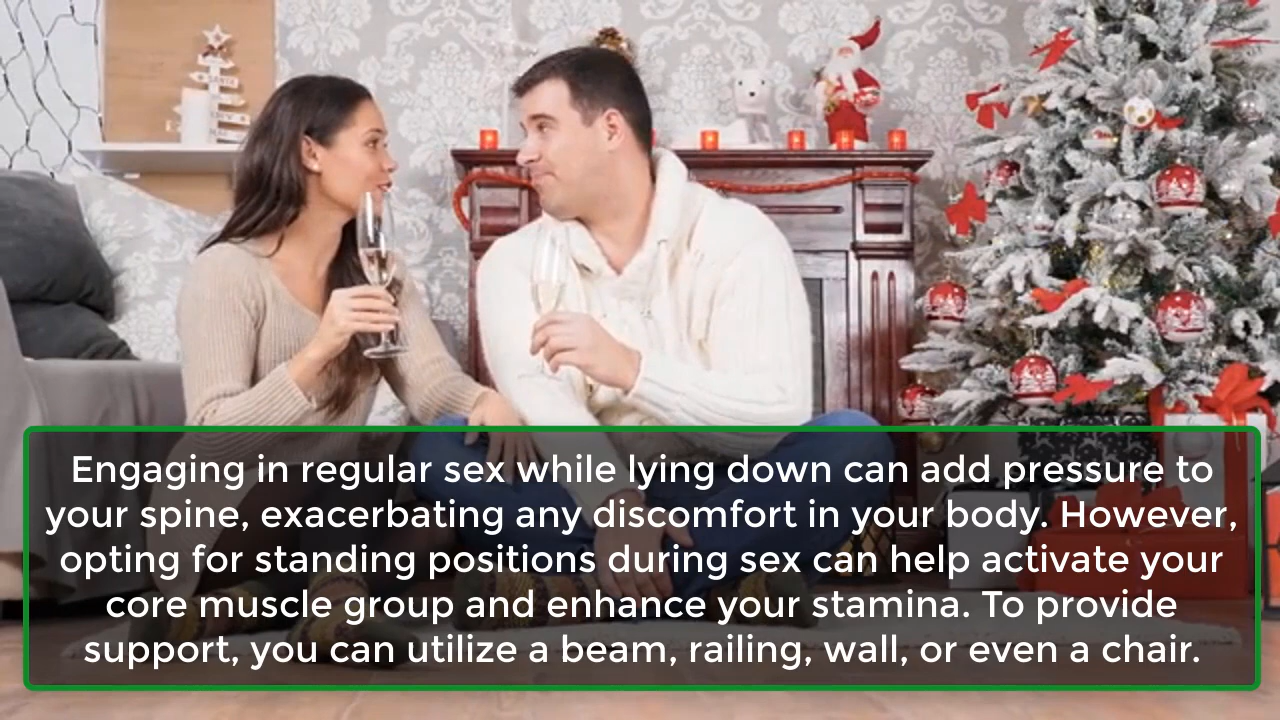 Engaging in regular sex while lying down can add pressure to
your spine, exacerbating any discomfort in your body. However,
opting for standing positions during sex can help activate your
core muscle group and enhance your stamina. To provide
support, you can utilize a beam, railing, wall, or even a chair.